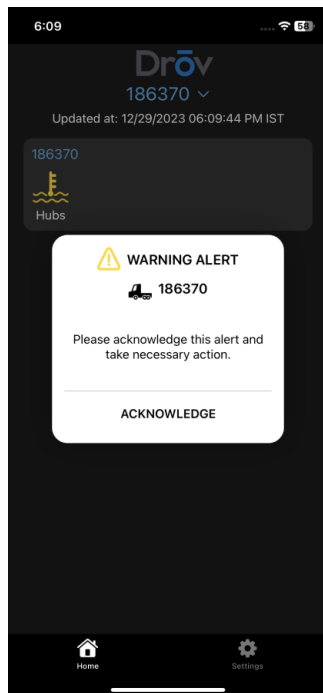 6:09
58
Drōv
186370
Updated at: 12/29/2023 06:09:44 PM IST
186370
Hubs
WARNING ALERT
186370
Please acknowledge this alert and
take necessary action.
ACKNOWLEDGE
Home
Settings